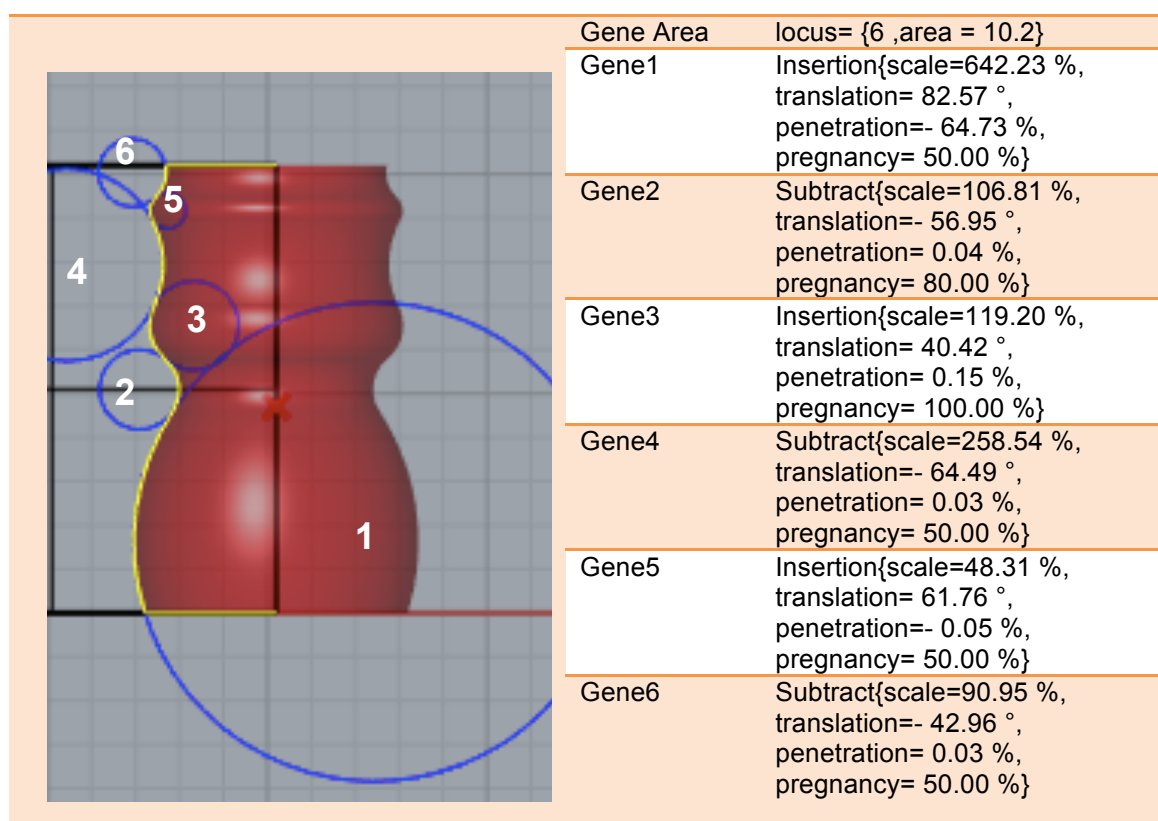 Gene Area locus= {6 ,area = 10.2}
Gene1 Insertion{scale=642.23 %,
translation= 82.57 °,
penetration=- 64.73 %,
pregnancy= 50.00 %}
Gene2 Subtract{scale=106.81 %,
translation=- 56.95 °,
penetration= 0.04 %,
pregnancy= 80.00 %}
Gene3 Insertion{scale=119.20 %,
translation= 40.42 °,
penetration= 0.15 %,
pregnancy= 100.00 %}
Gene4 Subtract{scale=258.54 %,
translation=- 64.49 °,
penetration= 0.03 %,
pregnancy= 50.00 %}
Gene5 Insertion{scale=48.31 %,
translation= 61.76 °,
penetration=- 0.05 %,
pregnancy= 50.00 %}
Gene6 Subtract{scale=90.95 %,
translation=- 42.96 °,
penetration= 0.03 %,
pregnancy= 50.00 %}
6
5
4
3
2
1